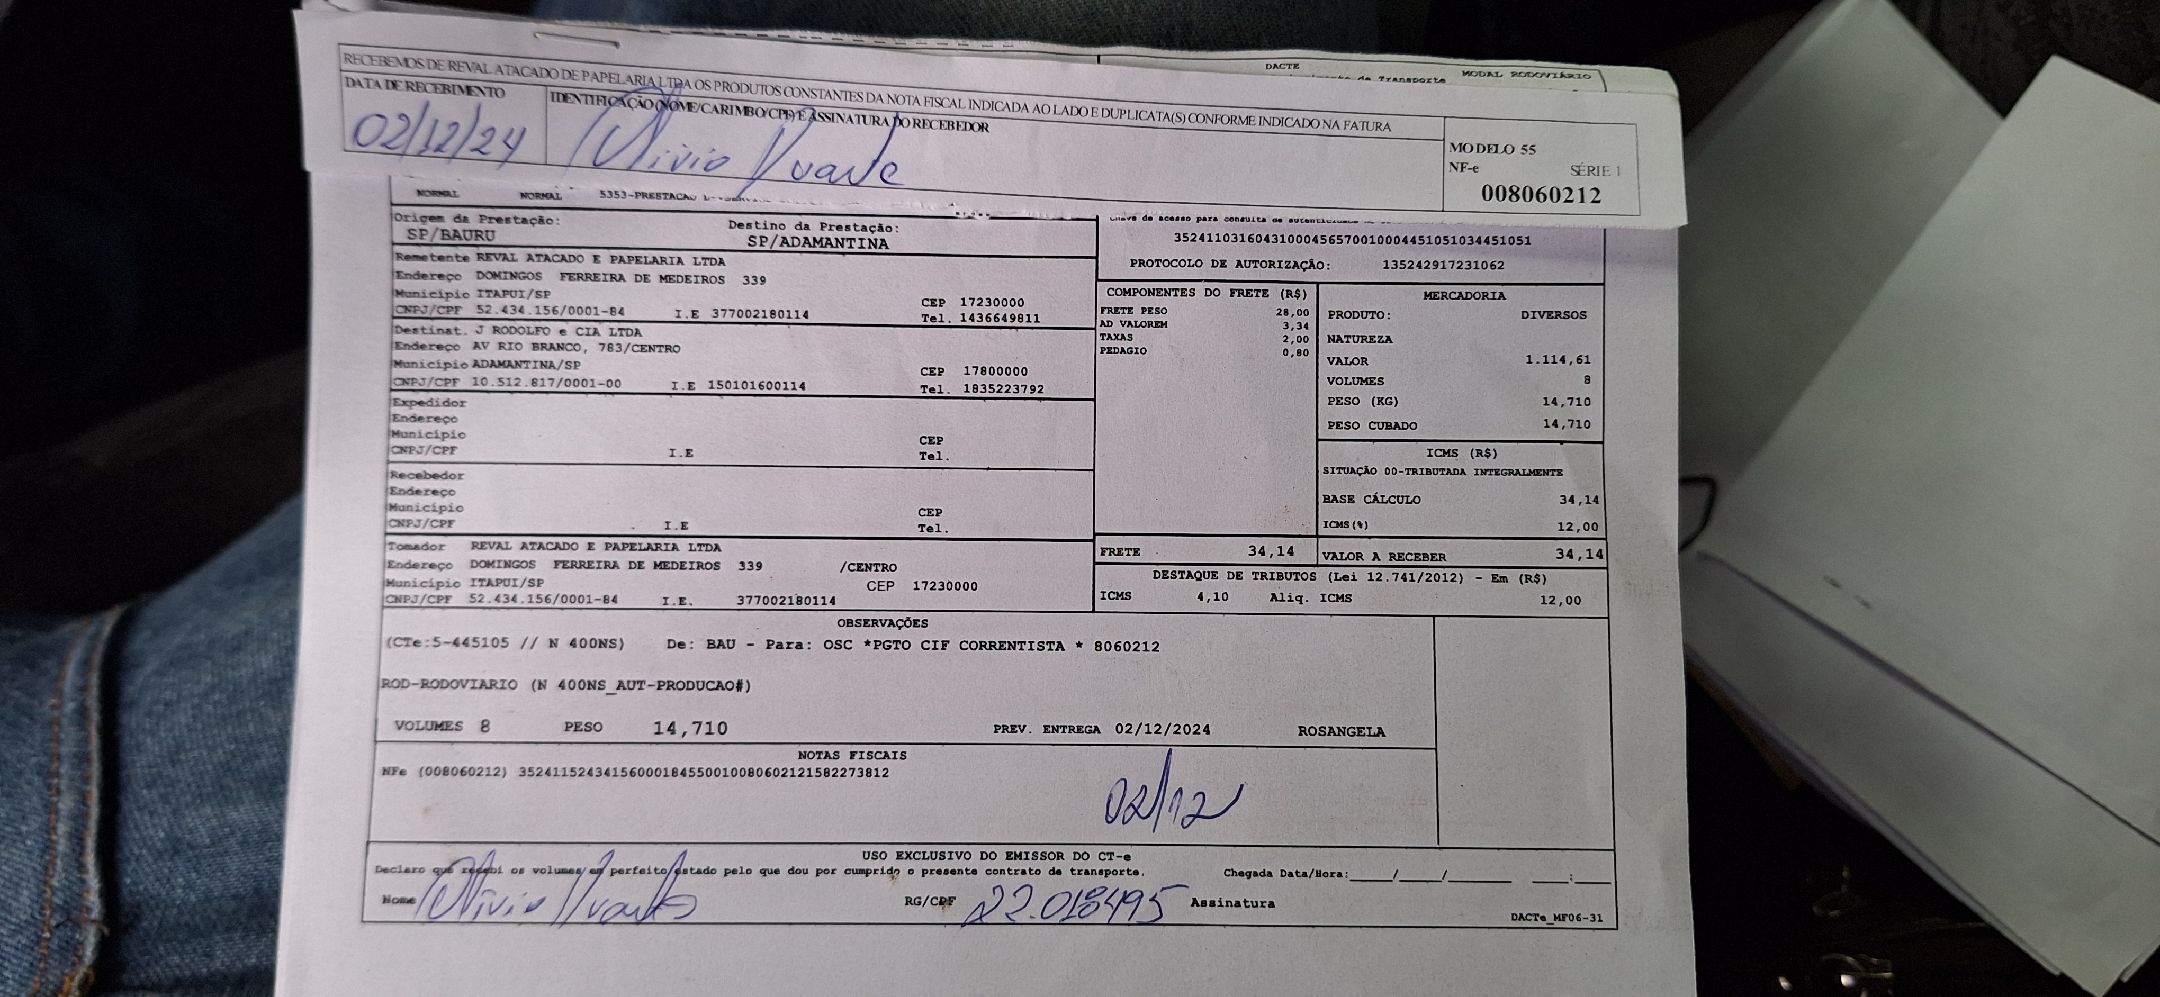 DACTE
de Transporte MODAL RODOVIÁRIO
RECEBEMOS DE REVAL ATACADO DE PAPELARIA LTDA OS PRODUTOS CONSTANTES DA NOTA FISCAL INDICADA AO LADO E DUPLICATA(S) CONFORME INDICADO NA FATURA
DATA DE RECEBIMENTO
IDENTIFICAÇÃO (NOME/CARIMBO/CPF) E ASSINATURA DO RECEBEDOR
02/12/24
MODELO 55
NF-e SÉRIE 1
008060212
NORMAL NORMAL 5353-PRESTACAO
Origem da Prestação: Destino da Prestação:
SP/BAURU SP/ADAMANTINA
Remetente REVAL ATACADO E PAPELARIA LTDA
Endereço DOMINGOS FERREIRA DE MEDEIROS 339
Município ITAPUI/SP CEP 17230000
CNPJ/CPF 52.434.156/0001-84 I.E 377002180114 Tel. 1436649811
Destinat. J RODOLFO e CIA LTDA
Endereço AV RIO BRANCO, 783/CENTRO
Município ADAMANTINA/SP CEP 17800000
CNPJ/CPF 10.512.817/0001-00 I.E 150101600114 Tel. 1835223792
Expedidor
Endereço
Município CEP
CNPJ/CPF I.E Tel.
Recebedor
Endereço
Município CEP
CNPJ/CPF I.E Tel.
Tomador REVAL ATACADO E PAPELARIA LTDA
Endereço DOMINGOS FERREIRA DE MEDEIROS 339 /CENTRO
Município ITAPUI/SP CEP 17230000
CNPJ/CPF 52.434.156/0001-84 I.E. 377002180114
Chave de acesso para consulta de
35241103160431000456570010004451051034451051
PROTOCOLO DE AUTORIZAÇÃO: 135242917231062
COMPONENTES DO FRETE (R$)
FRETE PESO 28,00
AD VALOREM 3,34
TAXAS 2,00
PEDAGIO 0,80
MERCADORIA
PRODUTO: DIVERSOS
NATUREZA
VALOR 1.114,61
VOLUMES 8
PESO (KG) 14,710
PESO CUBADO 14,710
ICMS (R$)
SITUAÇÃO 00-TRIBUTADA INTEGRALMENTE
BASE CÁLCULO 34,14
ICMS(%) 12,00
FRETE 34,14 VALOR A RECEBER 34,14
DESTAQUE DE TRIBUTOS (Lei 12.741/2012) - Em (R$)
ICMS 4,10 Aliq. ICMS 12,00
OBSERVAÇÕES
(CTe:5-445105 // N 400NS) De: BAU - Para: OSC *PGTO CIF CORRENTISTA * 8060212
ROD-RODOVIARIO (N 400NS_AUT-PRODUCAO#)
VOLUMES 8 PESO 14,710 PREV. ENTREGA 02/12/2024 ROSANGELA
NOTAS FISCAIS
NFe (008060212) 35241152434156000184550010080602121582273812
02/12
USO EXCLUSIVO DO EMISSOR DO CT-e
Declaro que recebi os volumes em perfeito estado pelo que dou por cumprido o presente contrato de transporte. Chegada Data/Hora:____/____/______ ____:____
Nome RG/CPF 22.018495 Assinatura
DACTe_MF06-31